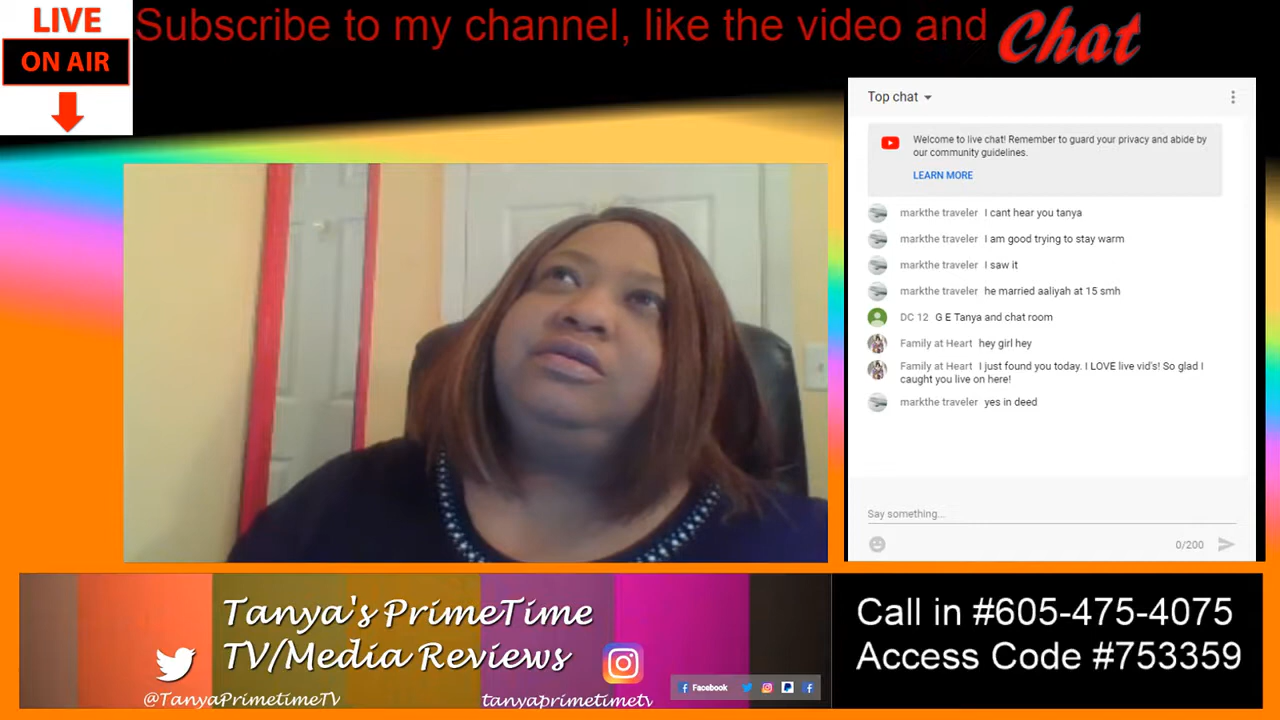 LIVE
ON AIR
Subscribe to my channel, like the video and Chat
Top chat
Welcome to live chat! Remember to guard your privacy and abide by
our community guidelines.
LEARN MORE
markthe traveler I cant hear you tanya
markthe traveler I am good trying to stay warm
markthe traveler I saw it
markthe traveler he married aaliyah at 15 smh
DC 12 G E Tanya and chat room
Family at Heart hey girl hey
Family at Heart I just found you today. I LOVE live vid's! So glad I
caught you live on here!
markthe traveler yes in deed
Say something...
0/200
Tanya's PrimeTime
TV/Media Reviews
@TanyaPrimetimeTV
tanyaprimetimetv
Facebook
Call in #605-475-4075
Access Code #753359